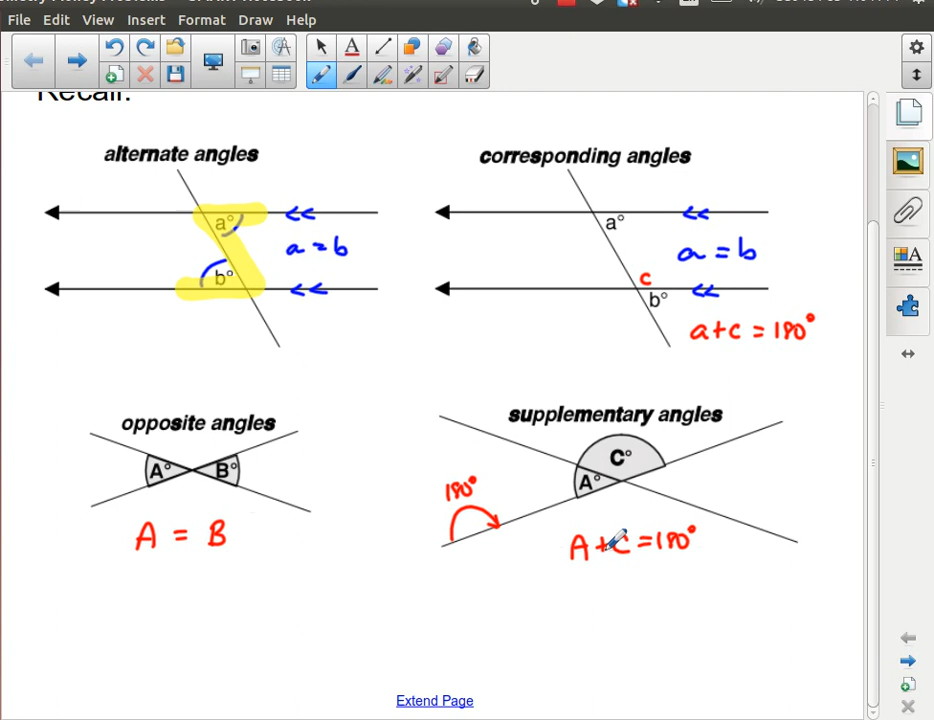 File Edit View Insert Format Draw Help
Recall:
alternate angles
corresponding angles
a°
a = b
b°
a°
a = b
c
b°
a+c = 180°
opposite angles
supplementary angles
A°
B°
C°
A°
180°
A = B
A+C = 180°
Extend Page